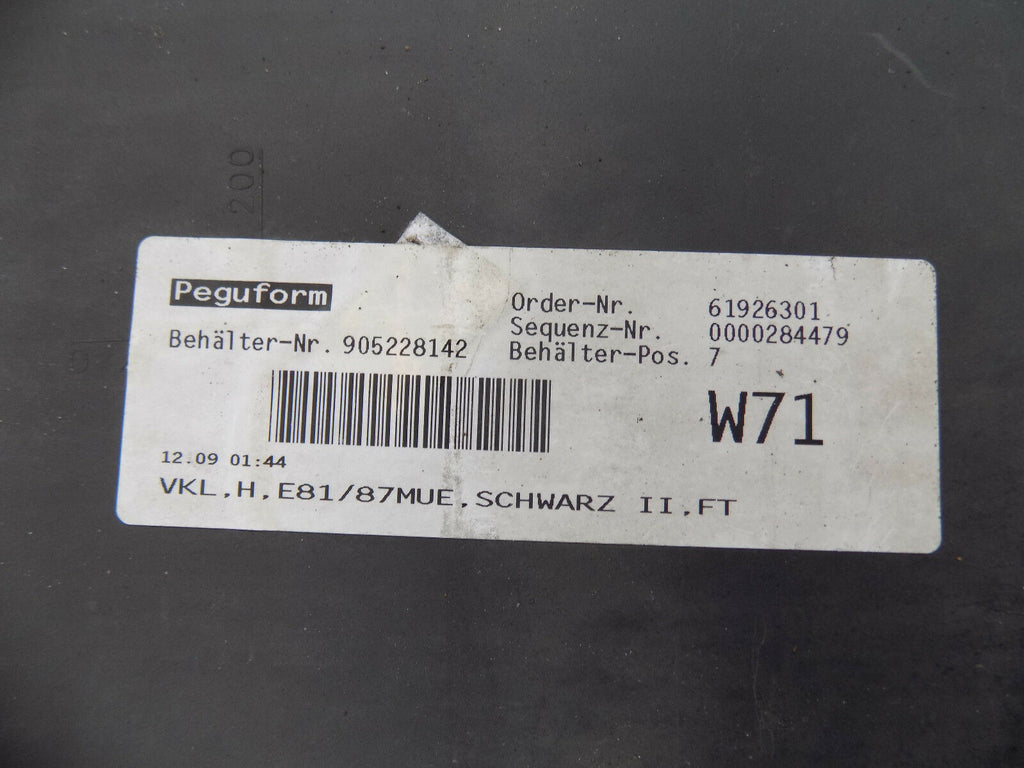 200
Peguform
Behälter-Nr. 905228142
Order-Nr. 61926301
Sequenz-Nr. 0000284479
Behälter-Pos. 7
W71
12.09 01:44
VKL,H,E81/87MUE,SCHWARZ II,FT